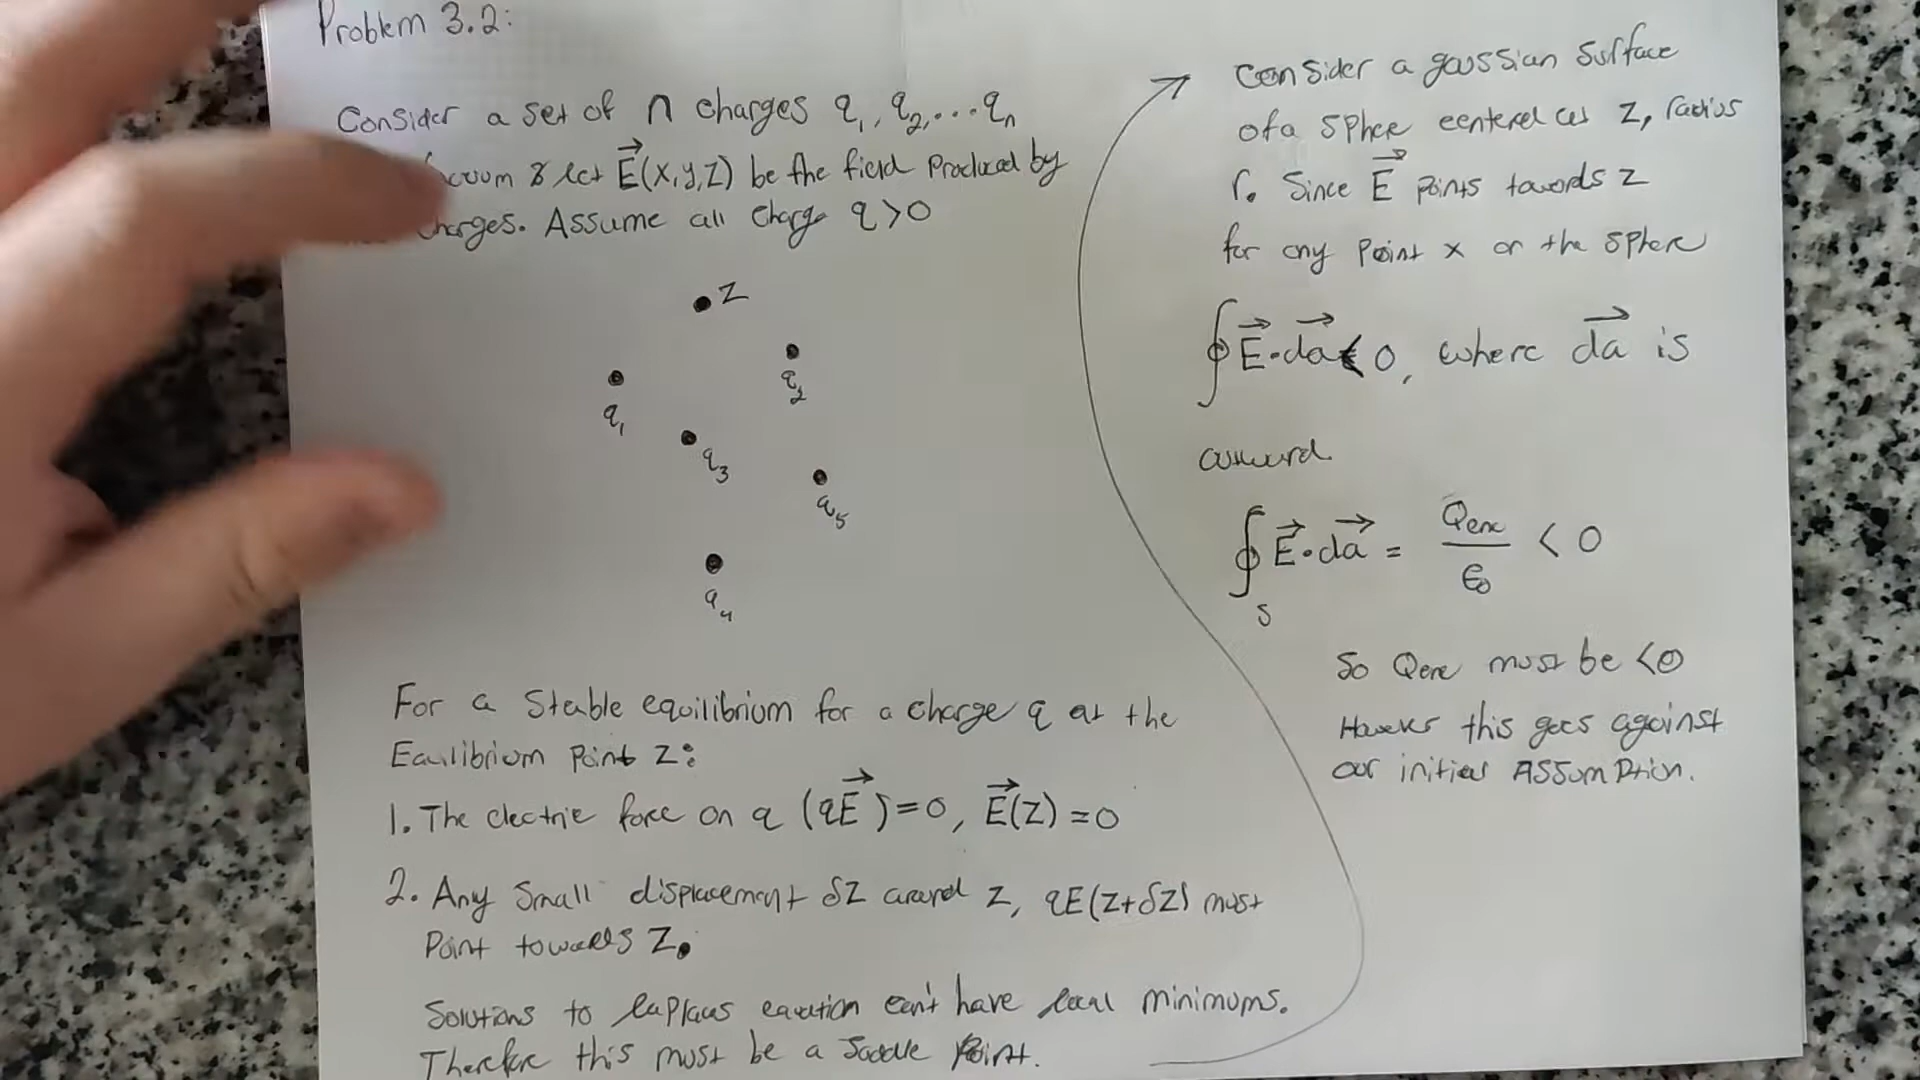 Problem 3.2:
Consider a set of n charges q₁, q₂, ... qₙ
& let E⃗(x,y,z) be the field produced by
charges. Assume all charge q>0
Z
q₂
q₁
q₃
q₅
q₄
For a Stable equilibrium for a charge q at the
Equilibrium Point Z:
1. The electric force on q (qE⃗)=0, E⃗(Z)=0
2. Any Small displacement δZ around Z, qE(Z+δZ) must
Point towards Z.
Solutions to laplaces equation can't have local minimums.
Therefore this must be a Saddle Point.
Consider a gaussian Surface
of a sphere centered at Z, radius
r. Since E⃗ points towards Z
for any Point x on the sphere
∮E⃗·da⃗ < 0, where da⃗ is
outward.
∮ₛ E⃗·da⃗ = Qenc/ϵ₀ < 0
So Qenc must be <0
However this goes against
our initial Assumption.